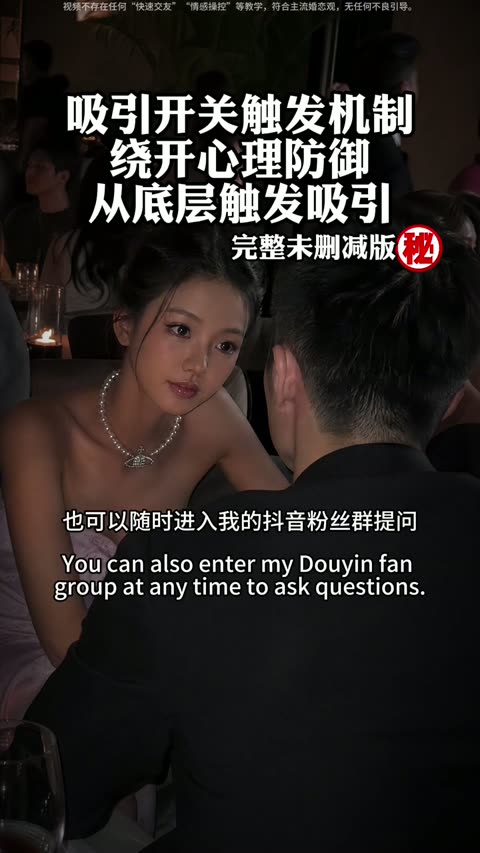 视频不存在任何“快速交友”“情感操控”等教学，符合主流婚恋观，无任何不良引导。
吸引开关触发机制
绕开心理防御
从底层触发吸引
完整未删减版 秘
也可以随时进入我的抖音粉丝群提问
You can also enter my Douyin fan
group at any time to ask questions.